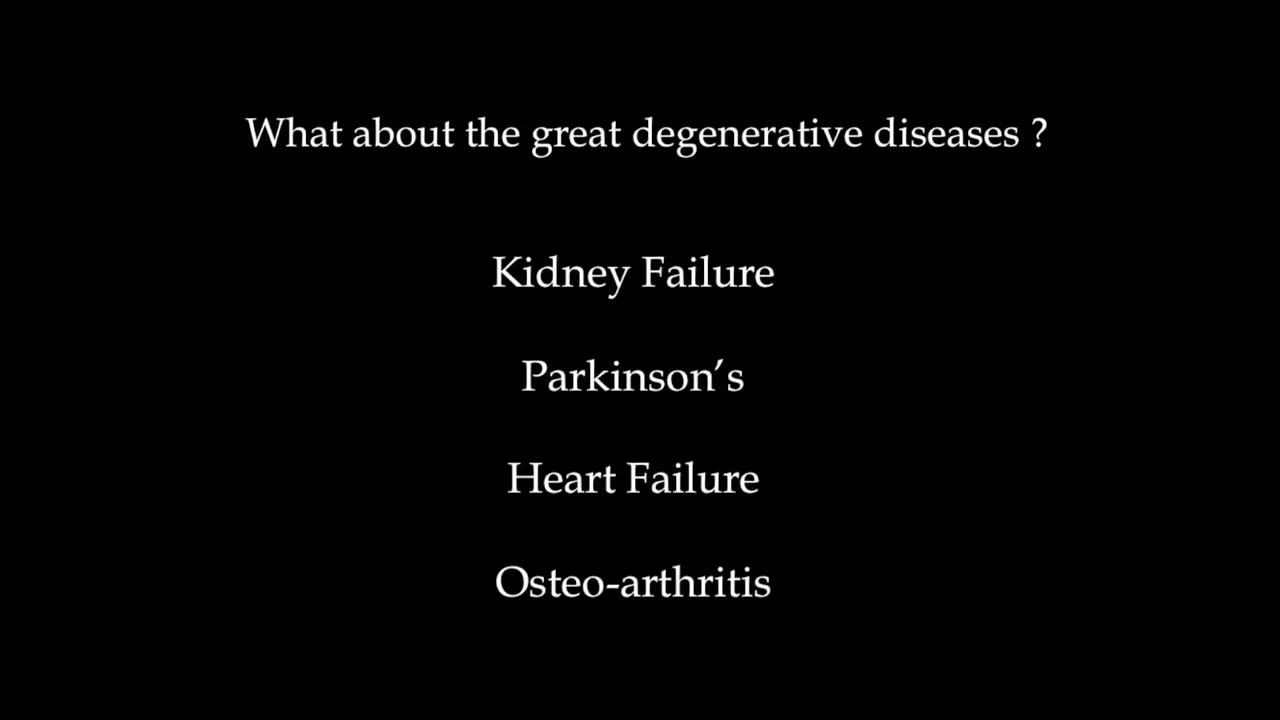 What about the great degenerative diseases ?
Kidney Failure
Parkinson’s
Heart Failure
Osteo-arthritis